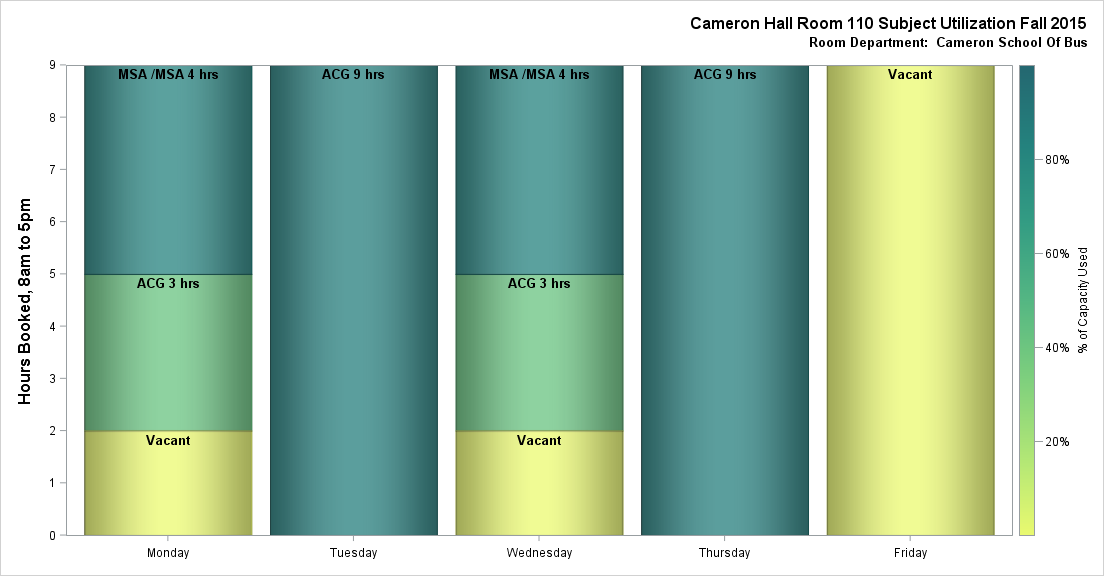 Cameron Hall Room 110 Subject Utilization Fall 2015
Room Department:  Cameron School Of Bus
Hours Booked, 8am to 5pm
9
8
7
6
5
4
3
2
1
0
MSA /MSA 4 hrs
ACG 3 hrs
Vacant
ACG 9 hrs
MSA /MSA 4 hrs
ACG 3 hrs
Vacant
ACG 9 hrs
Vacant
Monday
Tuesday
Wednesday
Thursday
Friday
80%
60%
40%
20%
% of Capacity Used